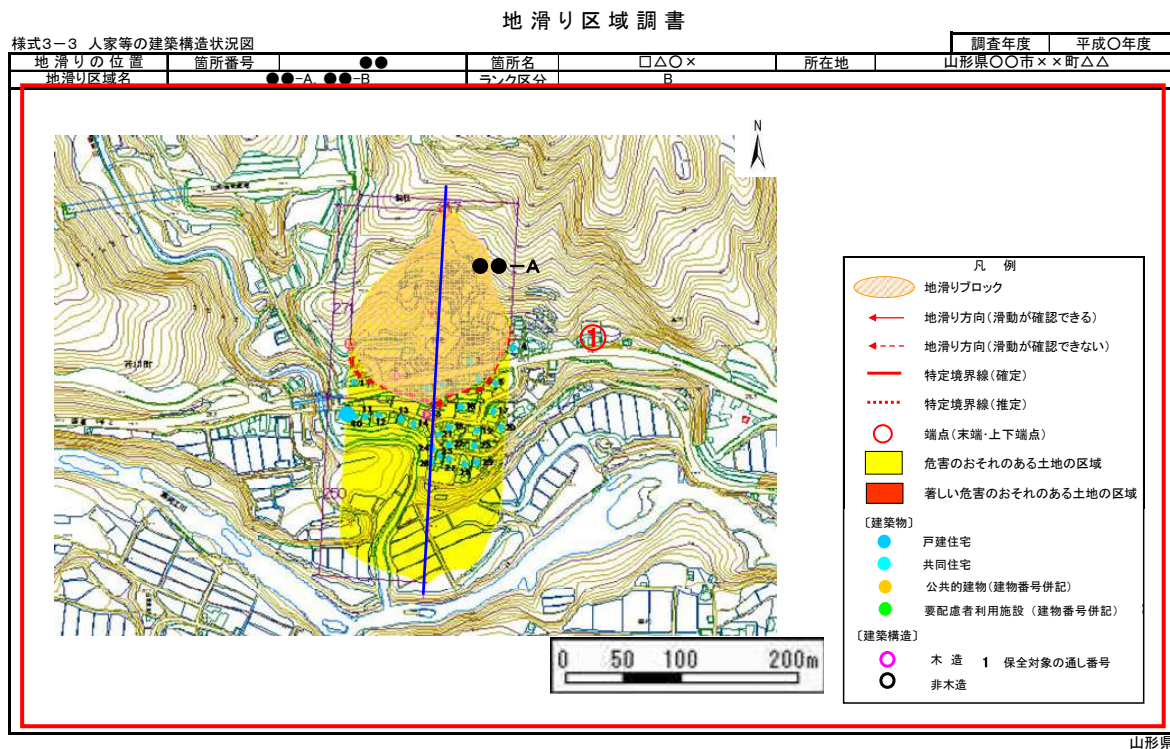 地滑り区域調書
様式3－3 人家等の建築構造状況図
調査年度 平成〇年度
地滑りの位置 箇所番号 ●● 箇所名 □△〇× 所在地 山形県〇〇市××町△△
地滑り区域名 ●●-A, ●●-B ランク区分 B
N
●●－A
271
250
①
11
12
13
14
20
0 50 100 200m
凡 例
地滑りブロック
地滑り方向(滑動が確認できる)
地滑り方向(滑動が確認できない)
特定境界線(確定)
特定境界線(推定)
端点(末端・上下端点)
危害のおそれのある土地の区域
著しい危害のおそれのある土地の区域
〔建築物〕
戸建住宅
共同住宅
公共的建物(建物番号併記)
要配慮者利用施設（建物番号併記）
〔建築構造〕
木 造 1 保全対象の通し番号
非木造
山形県